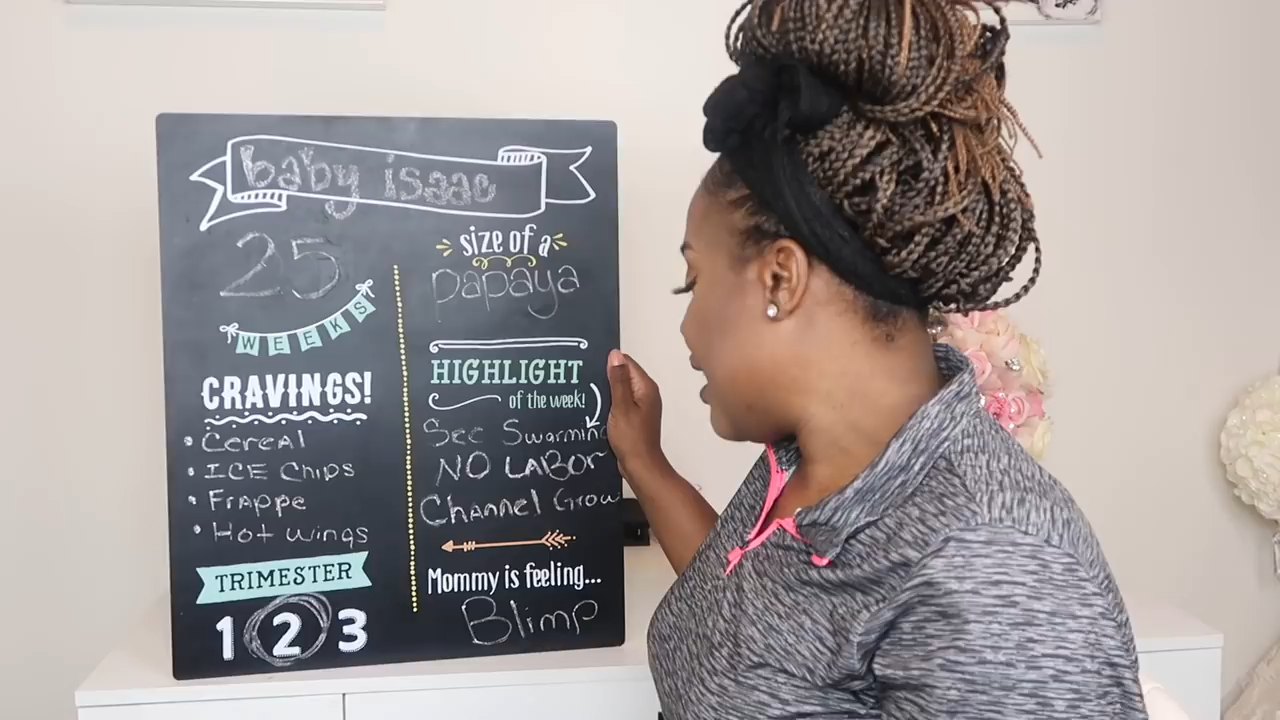 baby isaac
25
WEEKS
CRAVINGS!
• Cereal
• ICE Chips
• Frappe
• Hot wings
TRIMESTER
1 2 3
size of a
papaya
HIGHLIGHT
of the week!
See Swarming
NO LABOR
Channel Grow
Mommy is feeling...
Blimp